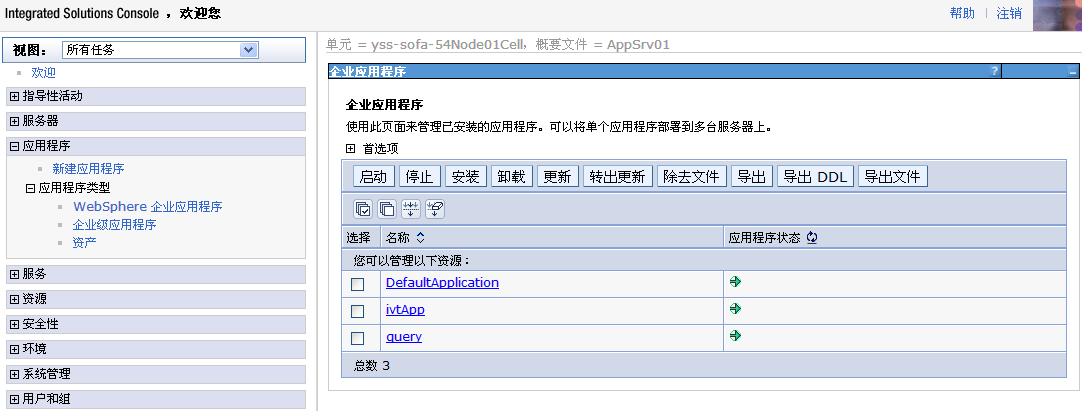 Integrated Solutions Console ，欢迎您
帮助 注销
视图： 所有任务
欢迎
指导性活动
服务器
应用程序
新建应用程序
应用程序类型
WebSphere 企业应用程序
企业级应用程序
资产
服务
资源
安全性
环境
系统管理
用户和组
单元 = yss-sofa-54Node01Cell，概要文件 = AppSrv01
企业应用程序 ?
企业应用程序
使用此页面来管理已安装的应用程序。可以将单个应用程序部署到多台服务器上。
首选项
启动 停止 安装 卸载 更新 转出更新 除去文件 导出 导出 DDL 导出文件
选择 名称 应用程序状态
您可以管理以下资源：
DefaultApplication
ivtApp
query
总数 3